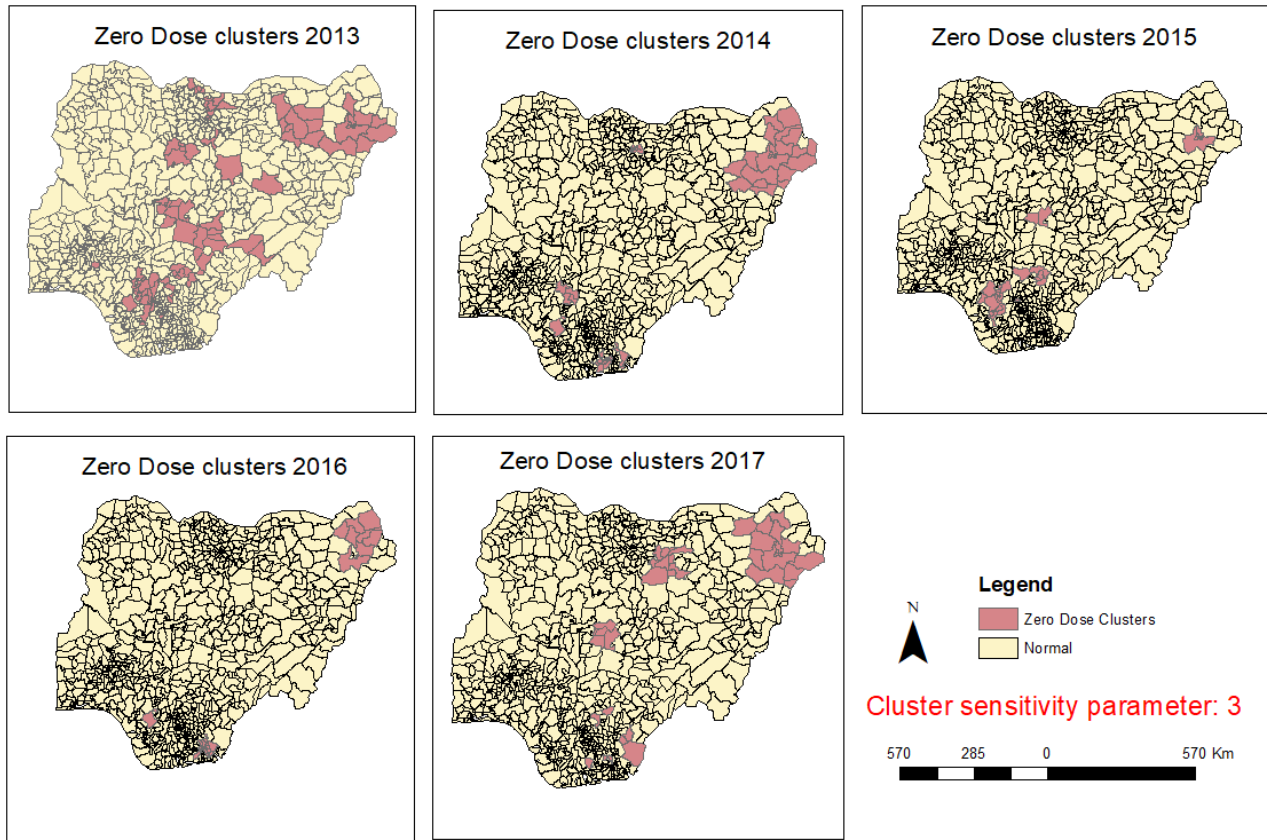 Zero Dose clusters 2013
Zero Dose clusters 2014
Zero Dose clusters 2015
Zero Dose clusters 2016
Zero Dose clusters 2017
N
Legend
Zero Dose Clusters
Normal
Cluster sensitivity parameter: 3
570 285 0 570 Km